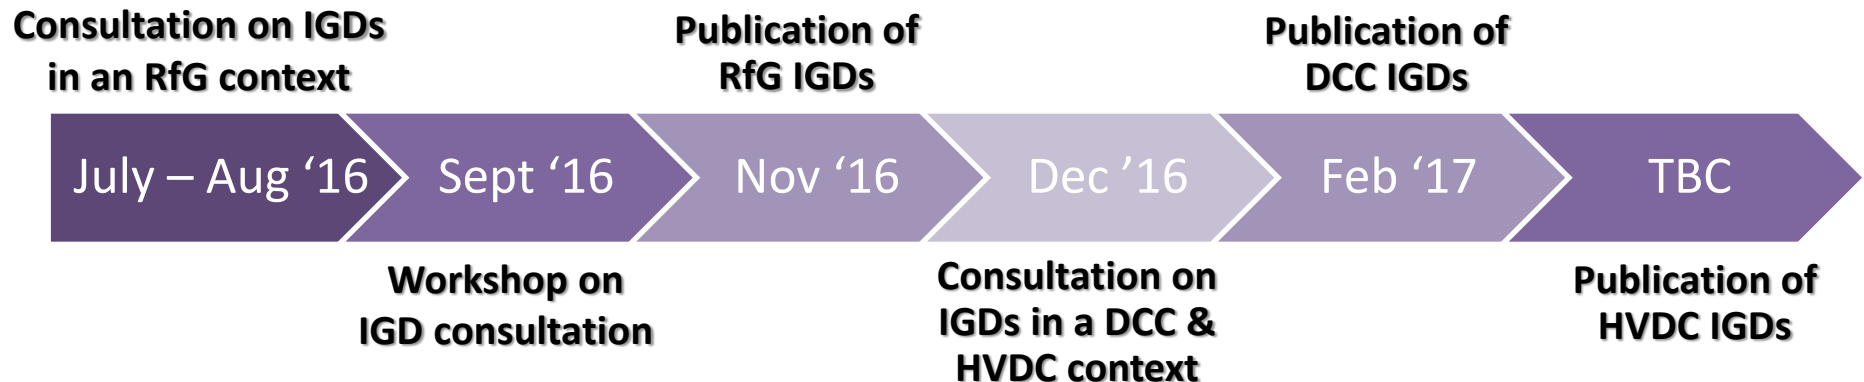 Consultation on IGDs
in an RfG context
Publication of
RfG IGDs
Publication of
DCC IGDs
July – Aug ‘16
Sept ‘16
Nov ‘16
Dec ’16
Feb ‘17
TBC
Workshop on
IGD consultation
Consultation on
IGDs in a DCC &
HVDC context
Publication of
HVDC IGDs